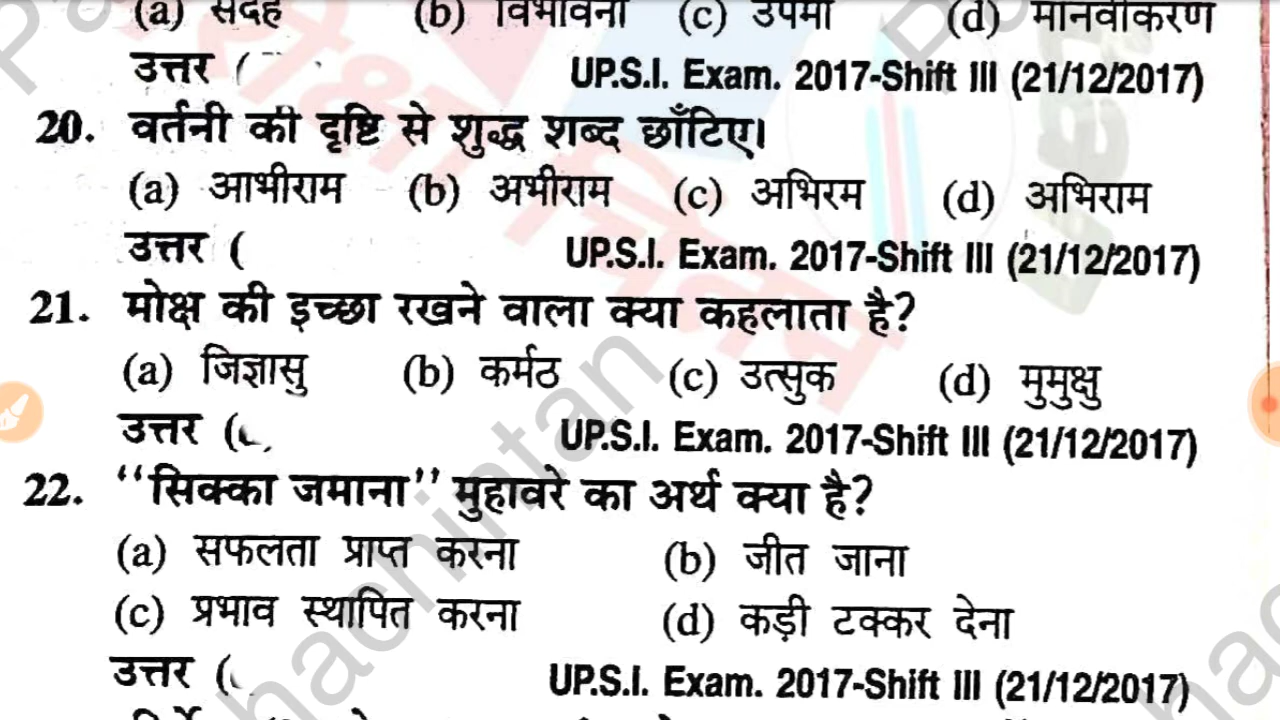 (a) संदेह (b) विभावना (c) उपमा (d) मानवीकरण
उत्तर ( UP.S.I. Exam. 2017-Shift III (21/12/2017)
20. वर्तनी की दृष्टि से शुद्ध शब्द छाँटिए।
(a) आभीराम (b) अभीराम (c) अभिरम (d) अभिराम
उत्तर ( UP.S.I. Exam. 2017-Shift III (21/12/2017)
21. मोक्ष की इच्छा रखने वाला क्या कहलाता है?
(a) जिज्ञासु (b) कर्मठ (c) उत्सुक (d) मुमुक्षु
उत्तर ( UP.S.I. Exam. 2017-Shift III (21/12/2017)
22. ‘‘सिक्का जमाना’’ मुहावरे का अर्थ क्या है?
(a) सफलता प्राप्त करना (b) जीत जाना
(c) प्रभाव स्थापित करना (d) कड़ी टक्कर देना
उत्तर ( UP.S.I. Exam. 2017-Shift III (21/12/2017)